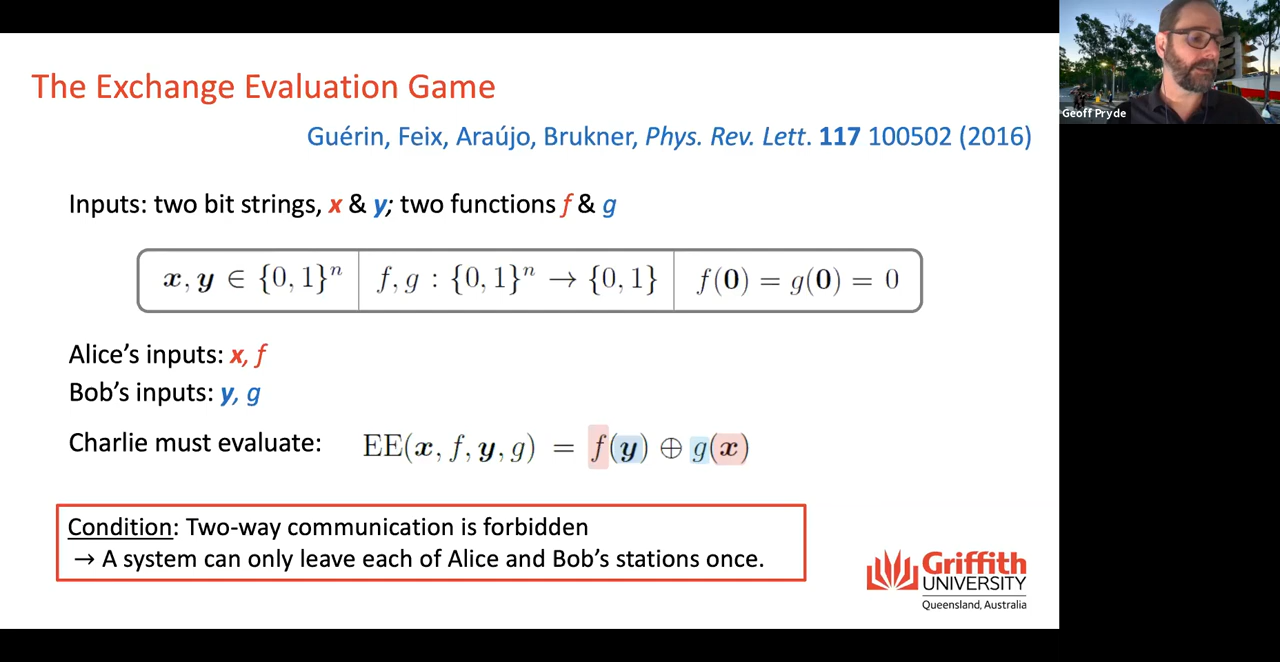 The Exchange Evaluation Game
Guérin, Feix, Araújo, Brukner, Phys. Rev. Lett. 117 100502 (2016)
Inputs: two bit strings, x & y; two functions f & g
x, y ∈ {0, 1}ⁿ f, g : {0, 1}ⁿ → {0, 1} f(0) = g(0) = 0
Alice's inputs: x, f
Bob's inputs: y, g
Charlie must evaluate: EE(x, f, y, g) = f(y) ⊕ g(x)
Condition: Two-way communication is forbidden
→ A system can only leave each of Alice and Bob's stations once.
Griffith
UNIVERSITY
Queensland, Australia
Geoff Pryde